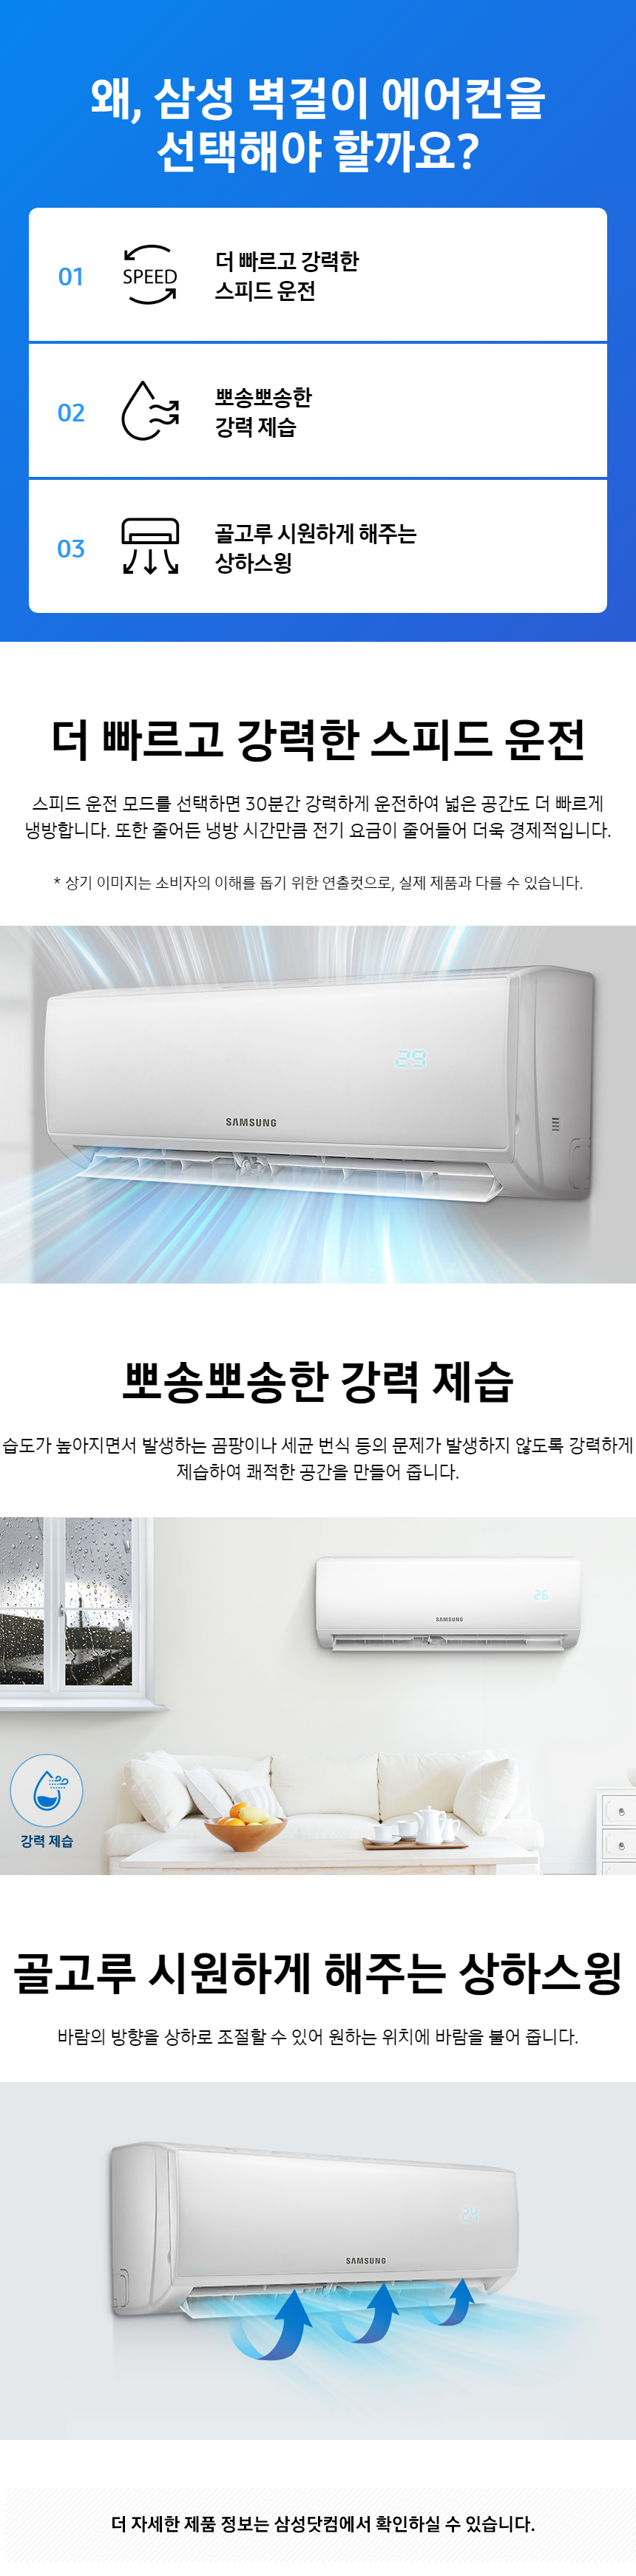 왜, 삼성 벽걸이 에어컨을
선택해야 할까요?
01
SPEED
더 빠르고 강력한
스피드 운전
02
뽀송뽀송한
강력 제습
03
골고루 시원하게 해주는
상하스윙
더 빠르고 강력한 스피드 운전
스피드 운전 모드를 선택하면 30분간 강력하게 운전하여 넓은 공간도 더 빠르게
냉방합니다. 또한 줄어든 냉방 시간만큼 전기 요금이 줄어들어 더욱 경제적입니다.
* 상기 이미지는 소비자의 이해를 돕기 위한 연출컷으로, 실제 제품과 다를 수 있습니다.
29
SAMSUNG
뽀송뽀송한 강력 제습
습도가 높아지면서 발생하는 곰팡이나 세균 번식 등의 문제가 발생하지 않도록 강력하게
제습하여 쾌적한 공간을 만들어 줍니다.
26
SAMSUNG
강력 제습
골고루 시원하게 해주는 상하스윙
바람의 방향을 상하로 조절할 수 있어 원하는 위치에 바람을 불어 줍니다.
24
SAMSUNG
더 자세한 제품 정보는 삼성닷컴에서 확인하실 수 있습니다.